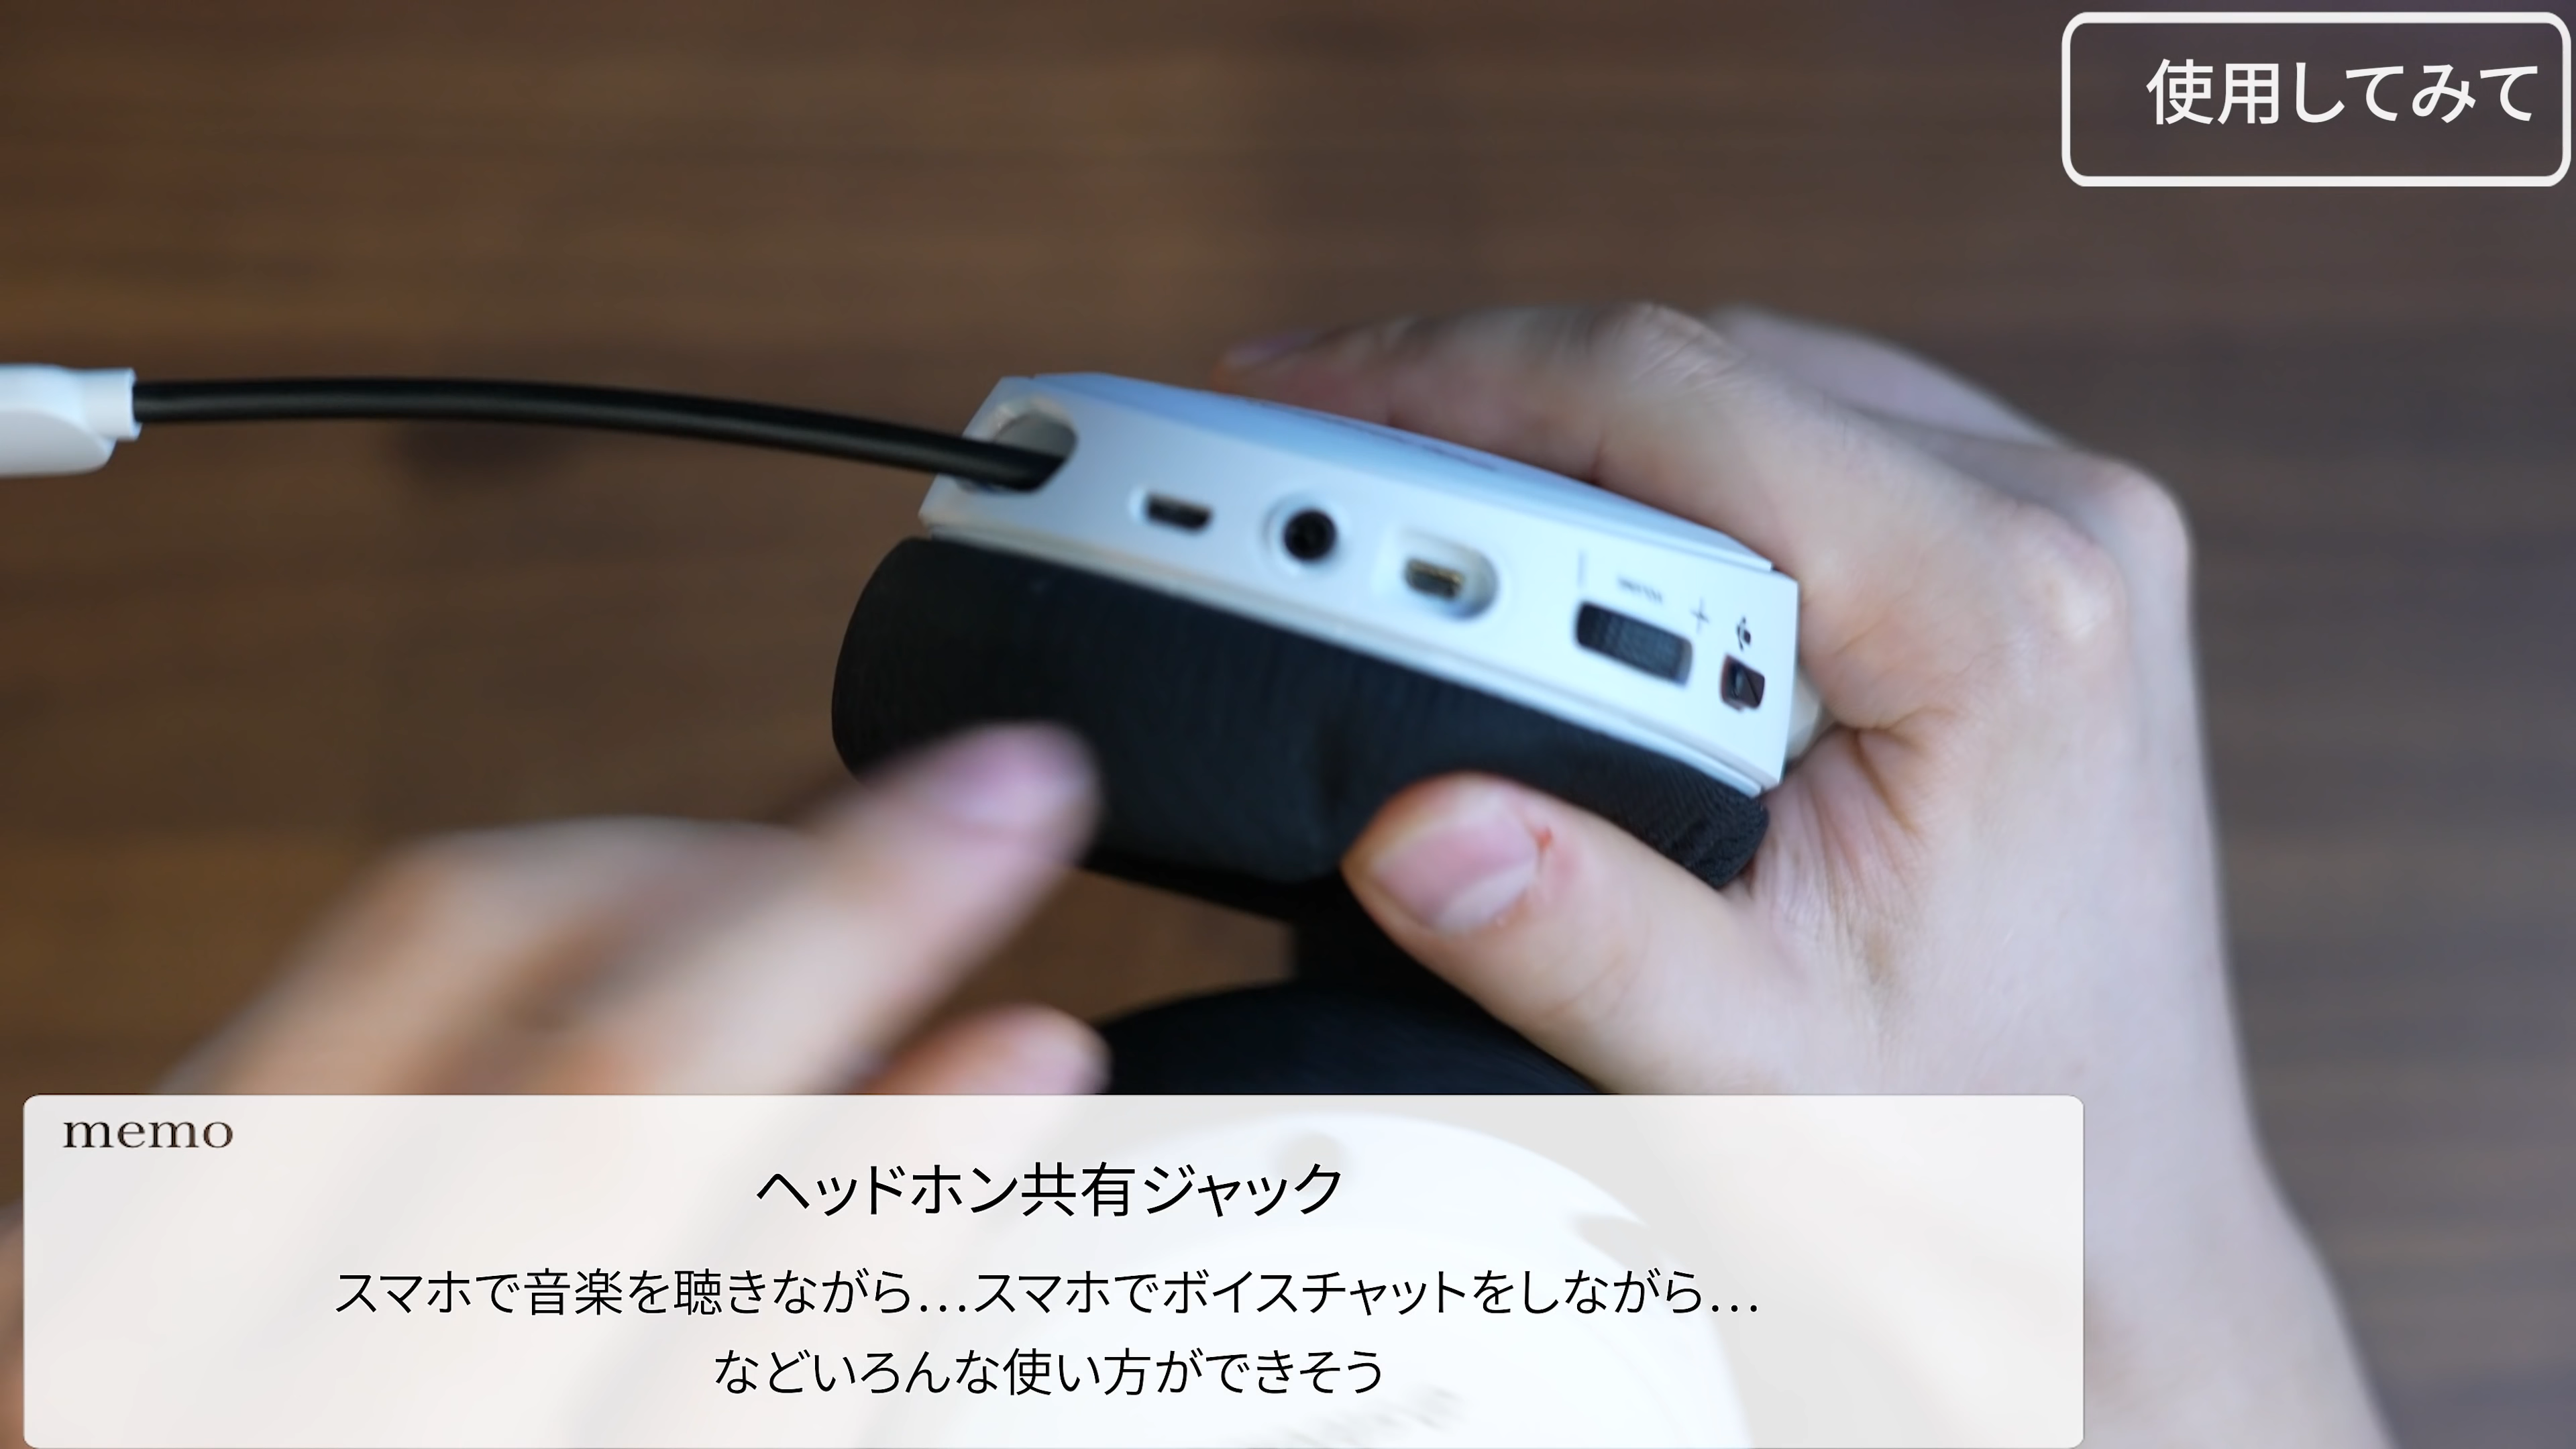 使用してみて
memo
ヘッドホン共有ジャック
スマホで音楽を聴きながら…スマホでボイスチャットをしながら…
などいろんな使い方ができそう